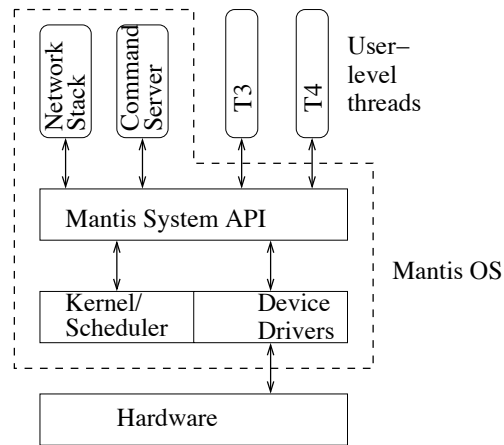 Network
Stack
Command
Server
T3
T4
User–
level
threads
Mantis System API
Mantis OS
Kernel/
Scheduler
Device
Drivers
Hardware